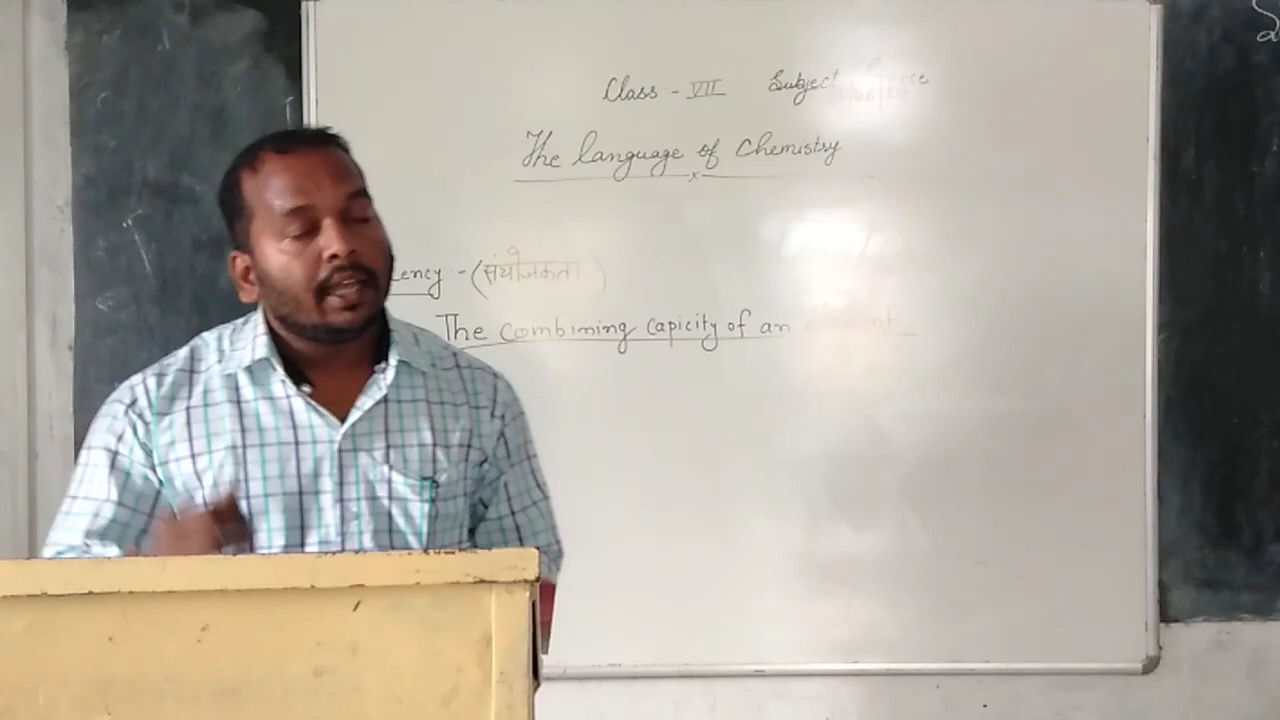 Class:- VII Subject
The language of Chemistry
ency :- (संयोजकता)
The combining capicity of an